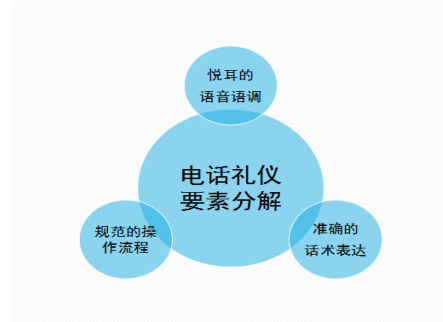 悦耳的
语音语调
电话礼仪
要素分解
规范的操
作流程
准确的
话术表达